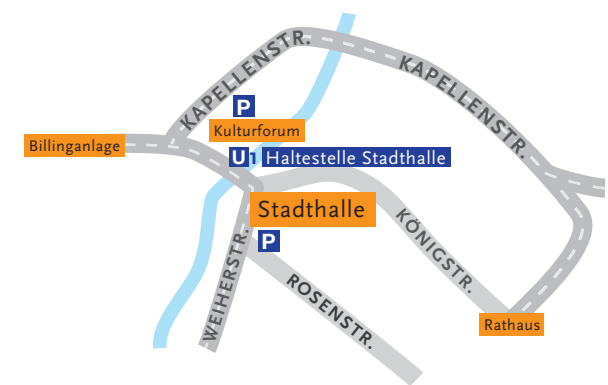 KAPELLENSTR.
KAPELLENSTR.
P
Kulturforum
Billinganlage
U1 Haltestelle Stadthalle
Stadthalle
P
KÖNIGSTR.
WEIHERSTR.
ROSENSTR.
Rathaus